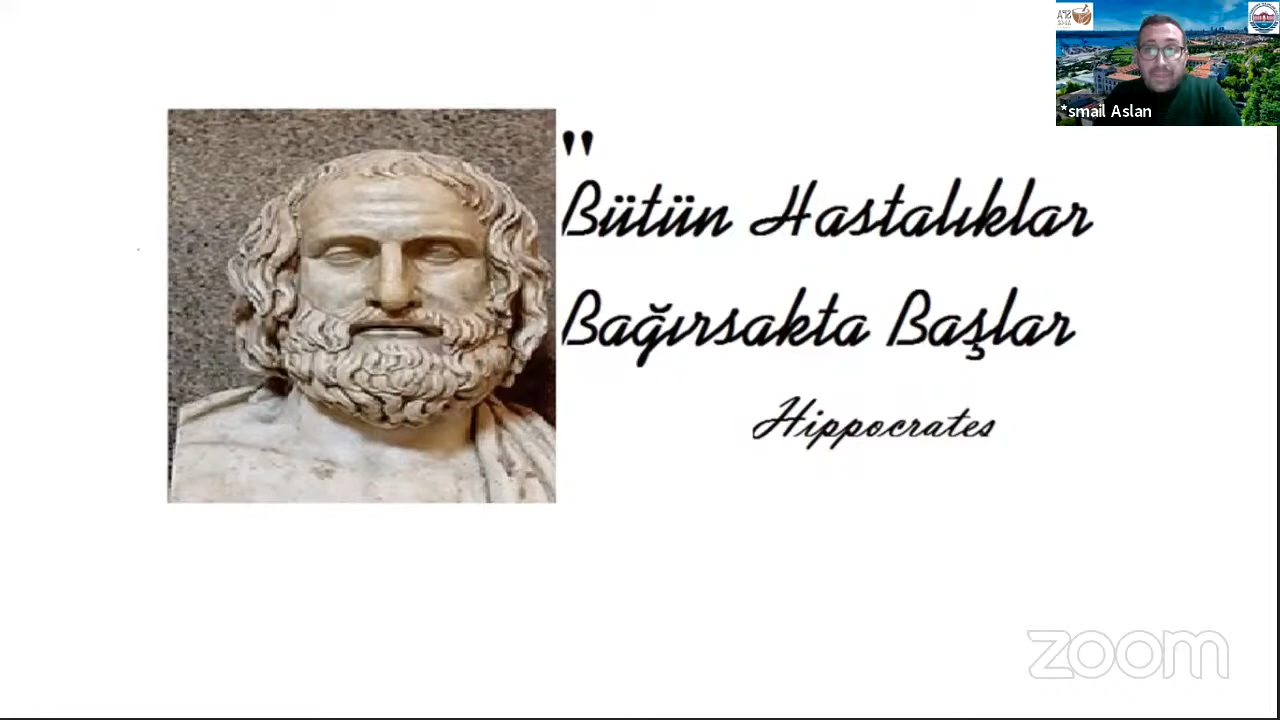 "
Bütün Hastalıklar
Bağırsakta Başlar
Hippocrates
*smail Aslan
zoom